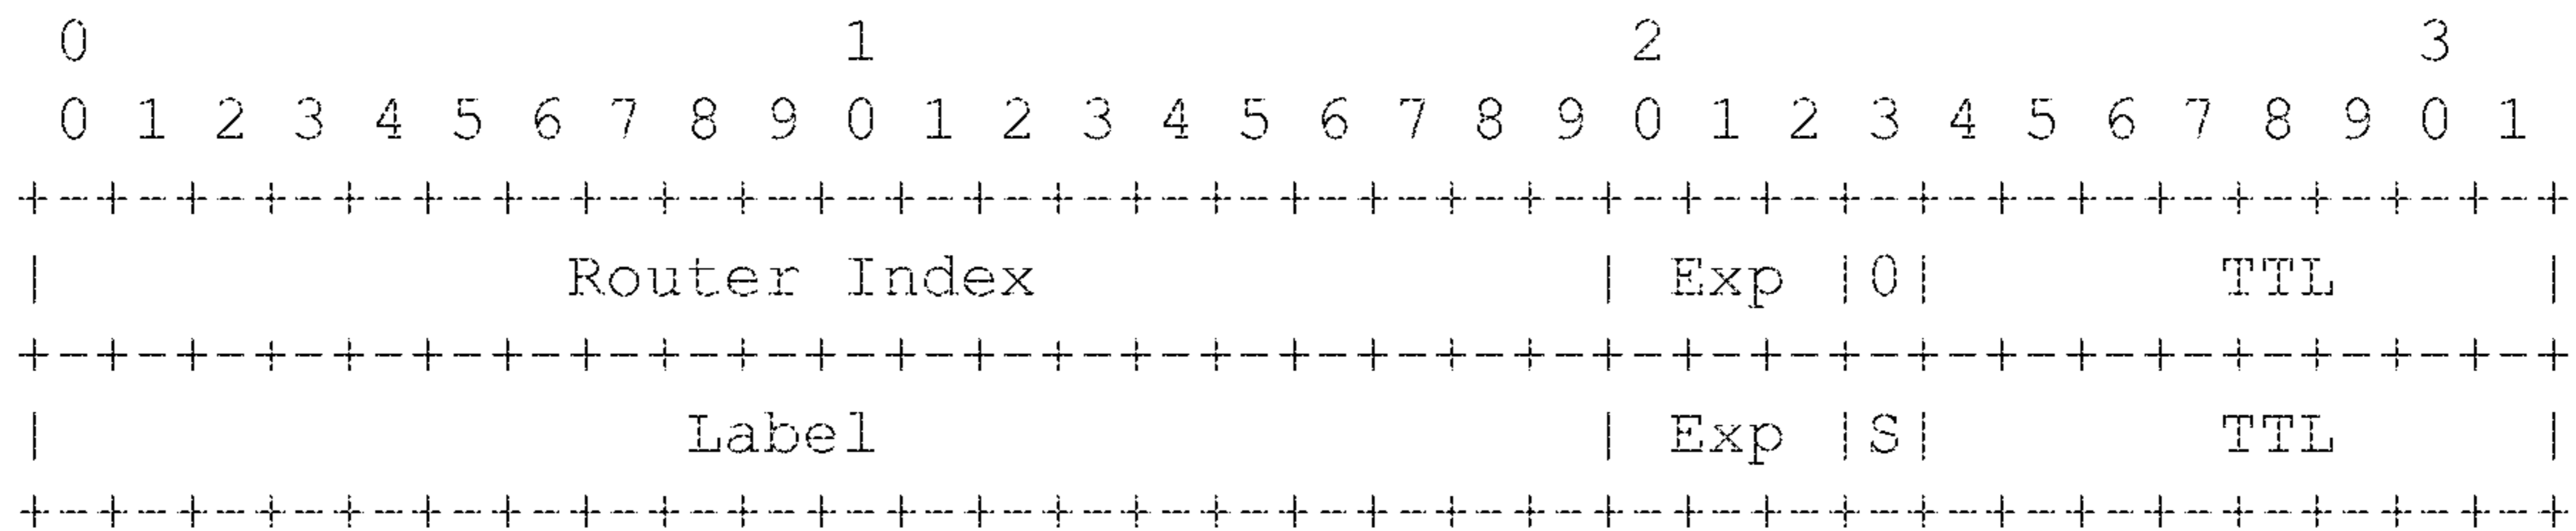 0                   1                   2                   3
 0 1 2 3 4 5 6 7 8 9 0 1 2 3 4 5 6 7 8 9 0 1 2 3 4 5 6 7 8 9 0 1
+-+-+-+-+-+-+-+-+-+-+-+-+-+-+-+-+-+-+-+-+-+-+-+-+-+-+-+-+-+-+-+-+
|             Router Index              | Exp |0|       TTL     |
+-+-+-+-+-+-+-+-+-+-+-+-+-+-+-+-+-+-+-+-+-+-+-+-+-+-+-+-+-+-+-+-+
|                Label                  | Exp |S|       TTL     |
+-+-+-+-+-+-+-+-+-+-+-+-+-+-+-+-+-+-+-+-+-+-+-+-+-+-+-+-+-+-+-+-+